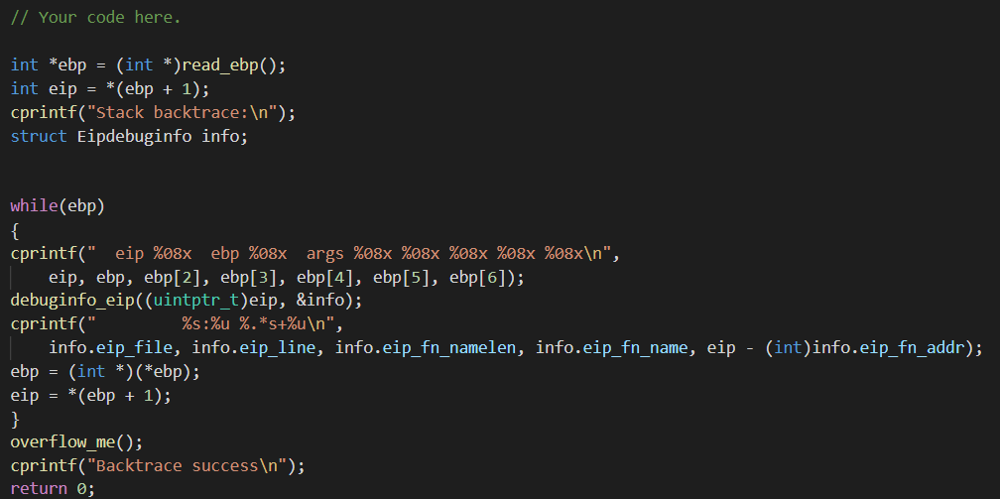 // Your code here.
int *ebp = (int *)read_ebp();
int eip = *(ebp + 1);
cprintf("Stack backtrace:\n");
struct Eipdebuginfo info;
while(ebp)
{
cprintf("  eip %08x  ebp %08x  args %08x %08x %08x %08x %08x\n",
    eip, ebp, ebp[2], ebp[3], ebp[4], ebp[5], ebp[6]);
debuginfo_eip((uintptr_t)eip, &info);
cprintf("         %s:%u %.*s+%u\n",
    info.eip_file, info.eip_line, info.eip_fn_namelen, info.eip_fn_name, eip - (int)info.eip_fn_addr);
ebp = (int *)(*ebp);
eip = *(ebp + 1);
}
overflow_me();
cprintf("Backtrace success\n");
return 0;